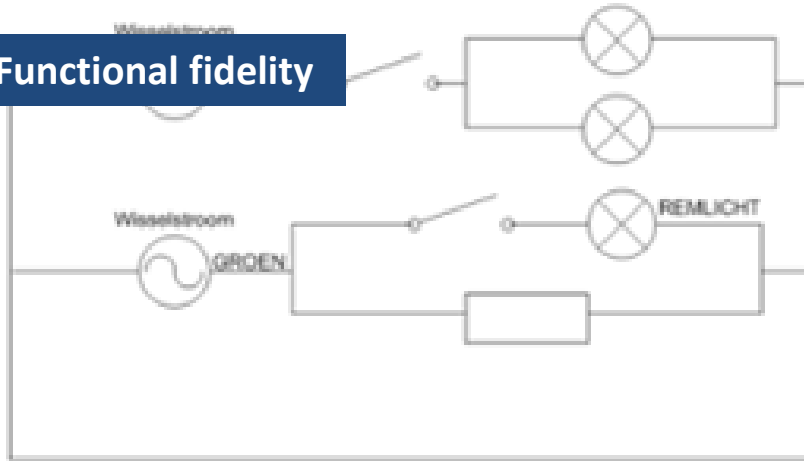 Wisselstroom
Functional fidelity
Wisselstroom
GROEN
REMLICHT